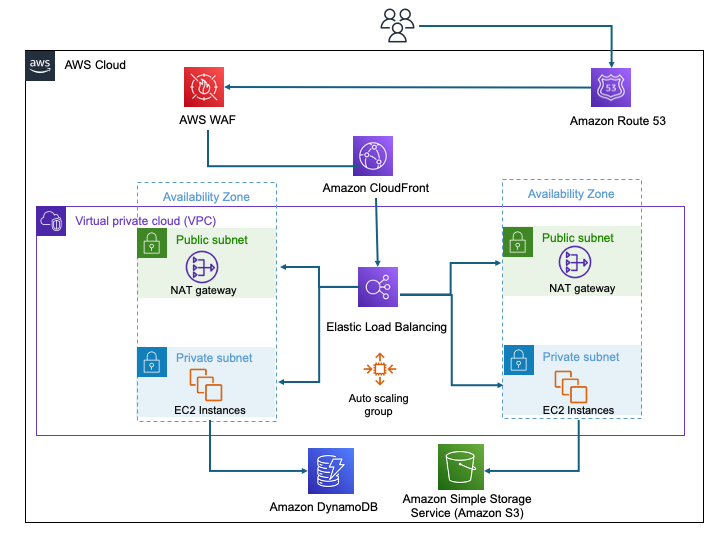 aws
AWS Cloud
53
AWS WAF
Amazon Route 53
Amazon CloudFront
Availability Zone
Availability Zone
Virtual private cloud (VPC)
Public subnet
NAT gateway
Public subnet
NAT gateway
Elastic Load Balancing
Private subnet
EC2 Instances
Auto scaling
group
Private subnet
EC2 Instances
Amazon DynamoDB
Amazon Simple Storage
Service (Amazon S3)